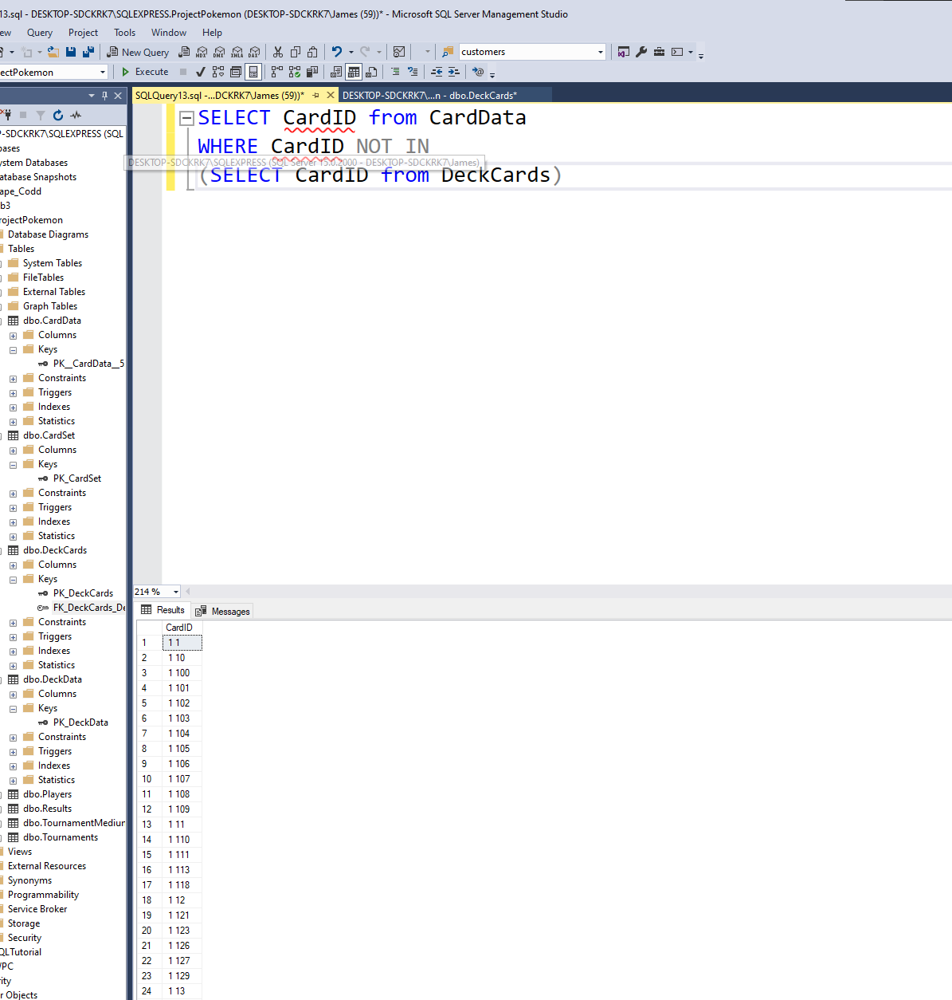 13.sql - DESKTOP-SDCKRK7\SQLEXPRESS.ProjectPokemon (DESKTOP-SDCKRK7\James (59))* - Microsoft SQL Server Management Studio
ew Query Project Tools Window Help
New Query MDX DMX XMLA DAX customers
ectPokemon Execute
SQLQuery13.sql -...DCKRK7\James (59))* DESKTOP-SDCKRK7\...n - dbo.DeckCards*
SELECT CardID from CardData
WHERE CardID NOT IN
(SELECT CardID from DeckCards)
DESKTOP-SDCKRK7\SQLEXPRESS (SQL Server 15.0.2000 - DESKTOP-SDCKRK7\James)
P-SDCKRK7\SQLEXPRESS (SQL
bases
ystem Databases
atabase Snapshots
ape_Codd
b3
rojectPokemon
Database Diagrams
Tables
System Tables
FileTables
External Tables
Graph Tables
dbo.CardData
Columns
Keys
PK__CardData__5
Constraints
Triggers
Indexes
Statistics
dbo.CardSet
Columns
Keys
PK_CardSet
Constraints
Triggers
Indexes
Statistics
dbo.DeckCards
Columns
Keys
PK_DeckCards
FK_DeckCards_De
Constraints
Triggers
Indexes
Statistics
dbo.DeckData
Columns
Keys
PK_DeckData
Constraints
Triggers
Indexes
Statistics
dbo.Players
dbo.Results
dbo.TournamentMedium
dbo.Tournaments
Views
External Resources
Synonyms
Programmability
Service Broker
Storage
Security
QLTutorial
/PC
rity
r Objects
214 %
Results Messages
CardID
1 1 1
2 1 10
3 1 100
4 1 101
5 1 102
6 1 103
7 1 104
8 1 105
9 1 106
10 1 107
11 1 108
12 1 109
13 1 11
14 1 110
15 1 111
16 1 113
17 1 118
18 1 12
19 1 121
20 1 123
21 1 126
22 1 127
23 1 129
24 1 13